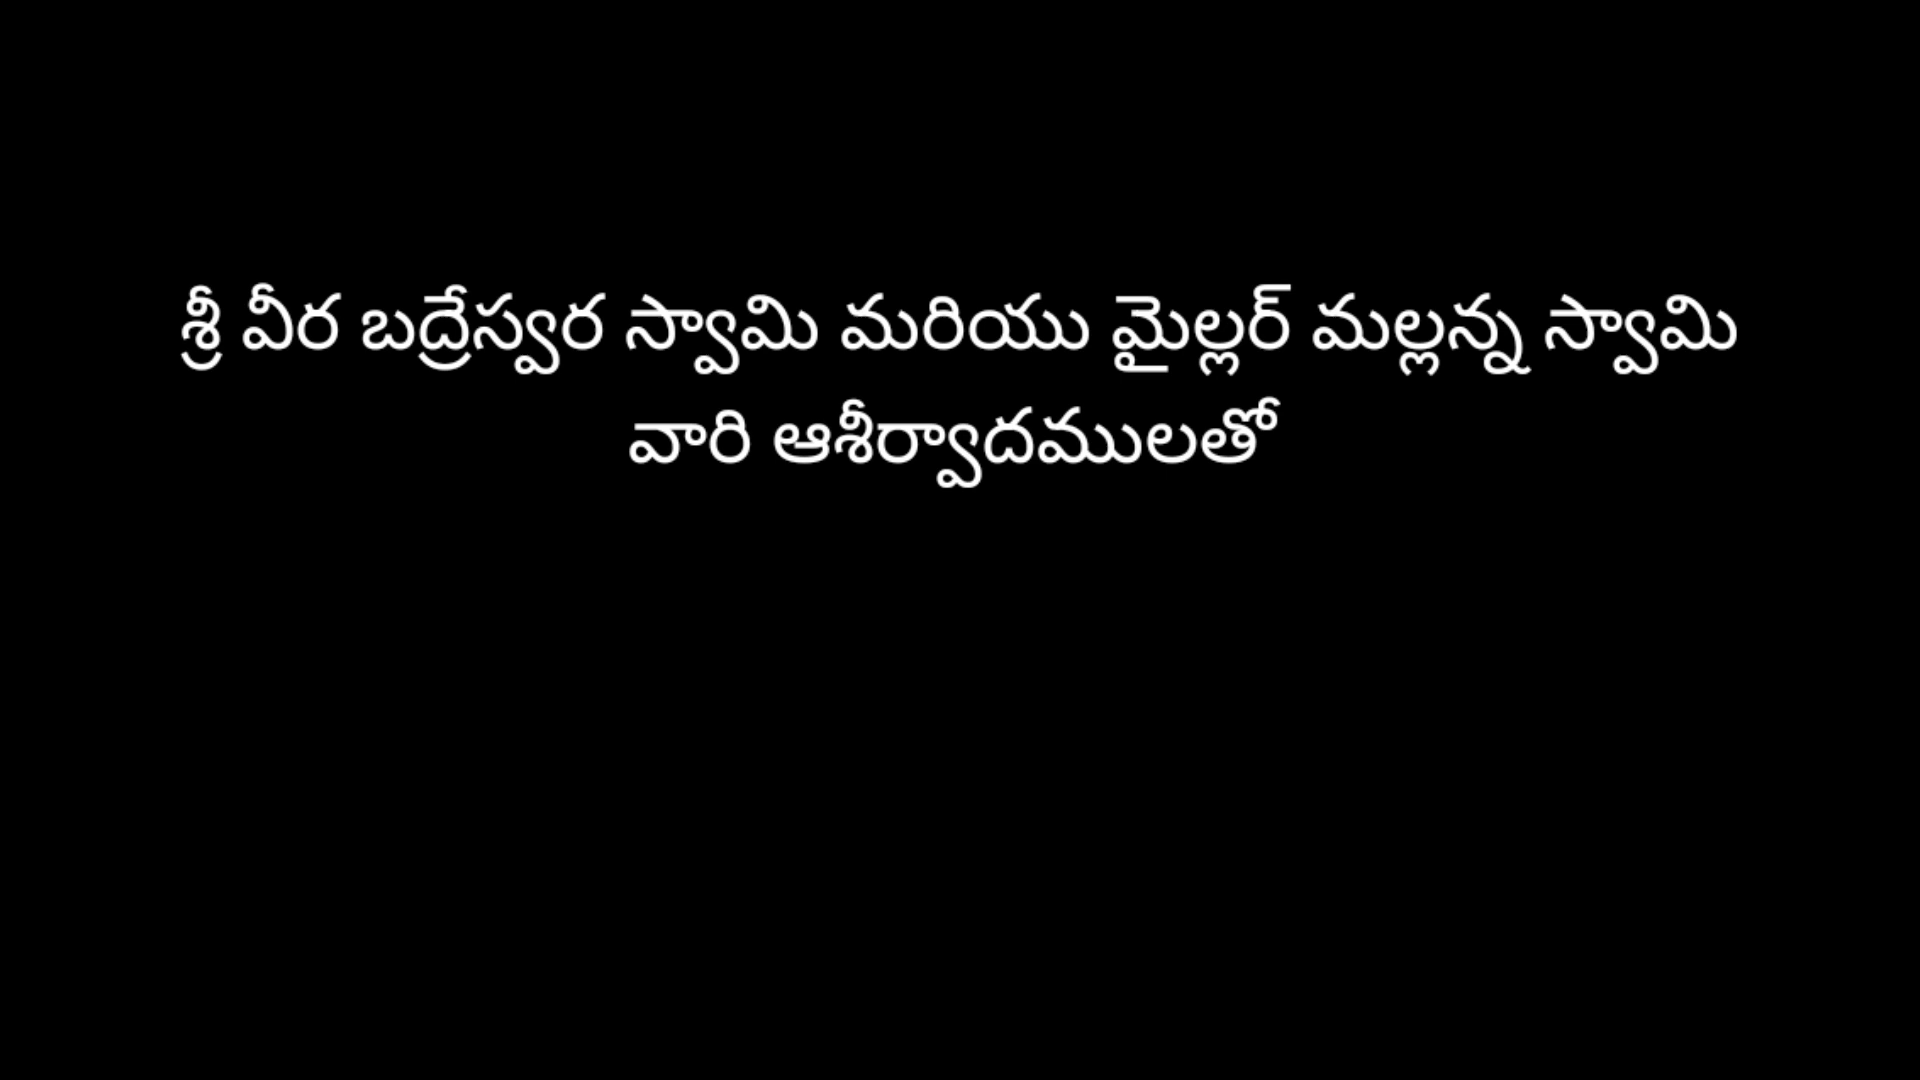 శ్రీ వీర బద్రేస్వర స్వామి మరియు మైల్లర్ మల్లన్న స్వామి
వారి ఆశీర్వాదములతో